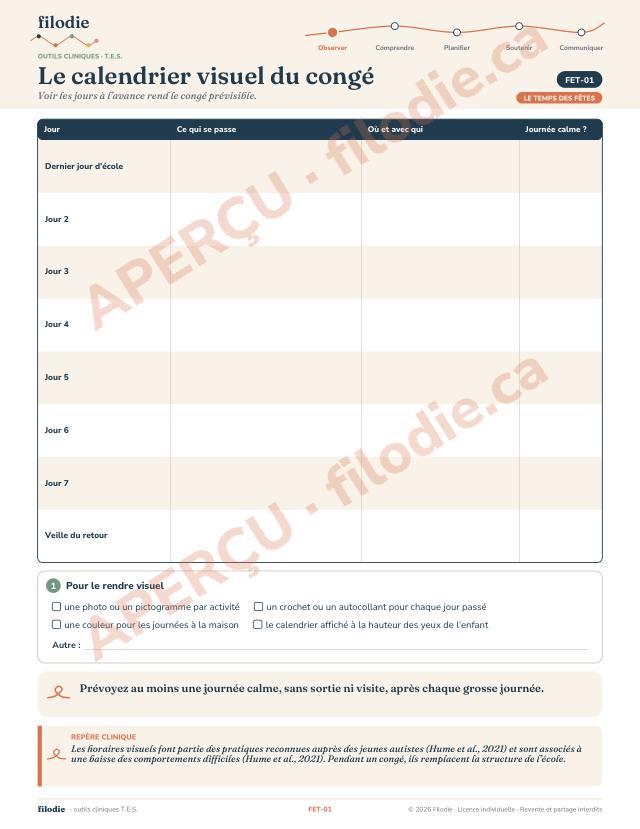 filodie
OUTILS CLINIQUES · T.E.S.
Observer
Comprendre
Planifier
Soutenir
Communiquer
Le calendrier visuel du congé
Voir les jours à l'avance rend le congé prévisible.
FET-01
LE TEMPS DES FÊTES
Jour Ce qui se passe Où et avec qui Journée calme ?
Dernier jour d'école
Jour 2
Jour 3
Jour 4
Jour 5
Jour 6
Jour 7
Veille du retour
APERÇU · filodie.ca
APERÇU · filodie.ca
1 Pour le rendre visuel
une photo ou un pictogramme par activité un crochet ou un autocollant pour chaque jour passé
une couleur pour les journées à la maison le calendrier affiché à la hauteur des yeux de l'enfant
Autre :
Prévoyez au moins une journée calme, sans sortie ni visite, après chaque grosse journée.
REPÈRE CLINIQUE
Les horaires visuels font partie des pratiques reconnues auprès des jeunes autistes (Hume et al., 2021) et sont associés à
une baisse des comportements difficiles (Hume et al., 2021). Pendant un congé, ils remplacent la structure de l'école.
filodie · outils cliniques T.E.S. FET-01 © 2026 Filodie · Licence individuelle · Revente et partage interdits